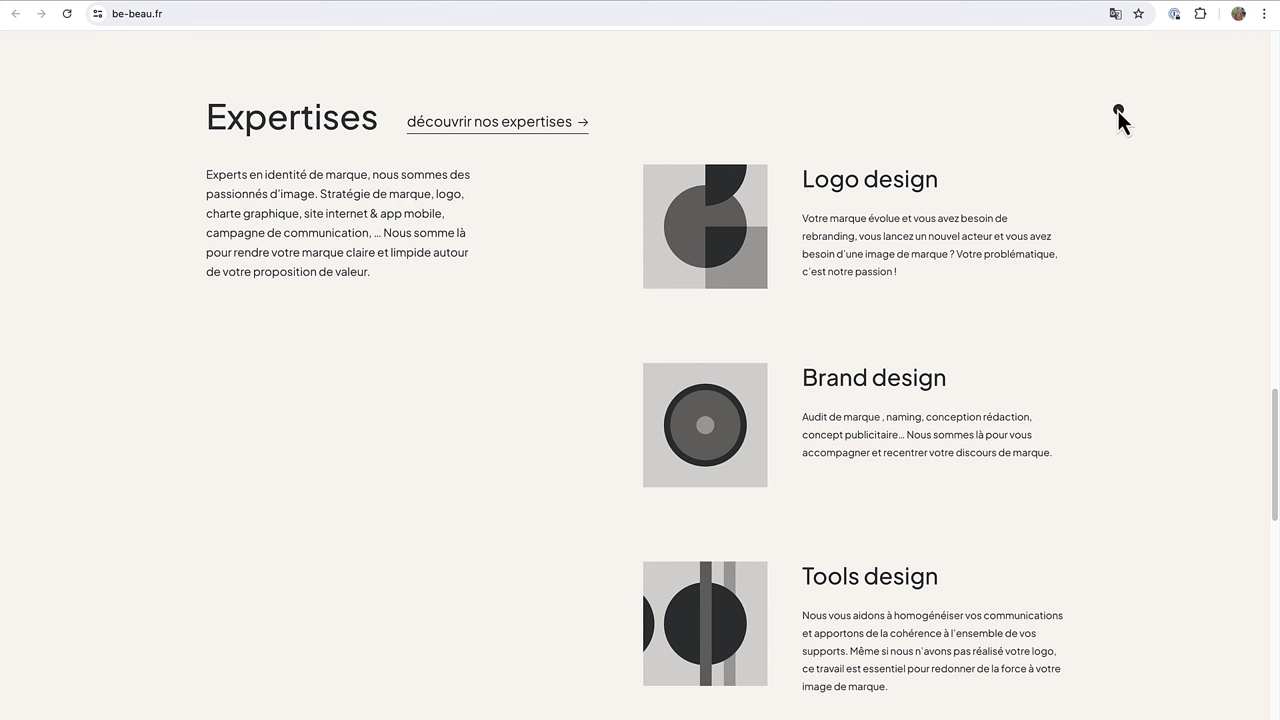 be-beau.fr
Expertises
découvrir nos expertises →
Experts en identité de marque, nous sommes des
passionnés d'image. Stratégie de marque, logo,
charte graphique, site internet & app mobile,
campagne de communication, … Nous somme là
pour rendre votre marque claire et limpide autour
de votre proposition de valeur.
Logo design
Votre marque évolue et vous avez besoin de
rebranding, vous lancez un nouvel acteur et vous avez
besoin d'une image de marque ? Votre problématique,
c'est notre passion !
Brand design
Audit de marque , naming, conception rédaction,
concept publicitaire… Nous sommes là pour vous
accompagner et recentrer votre discours de marque.
Tools design
Nous vous aidons à homogénéiser vos communications
et apportons de la cohérence à l'ensemble de vos
supports. Même si nous n'avons pas réalisé votre logo,
ce travail est essentiel pour redonner de la force à votre
image de marque.